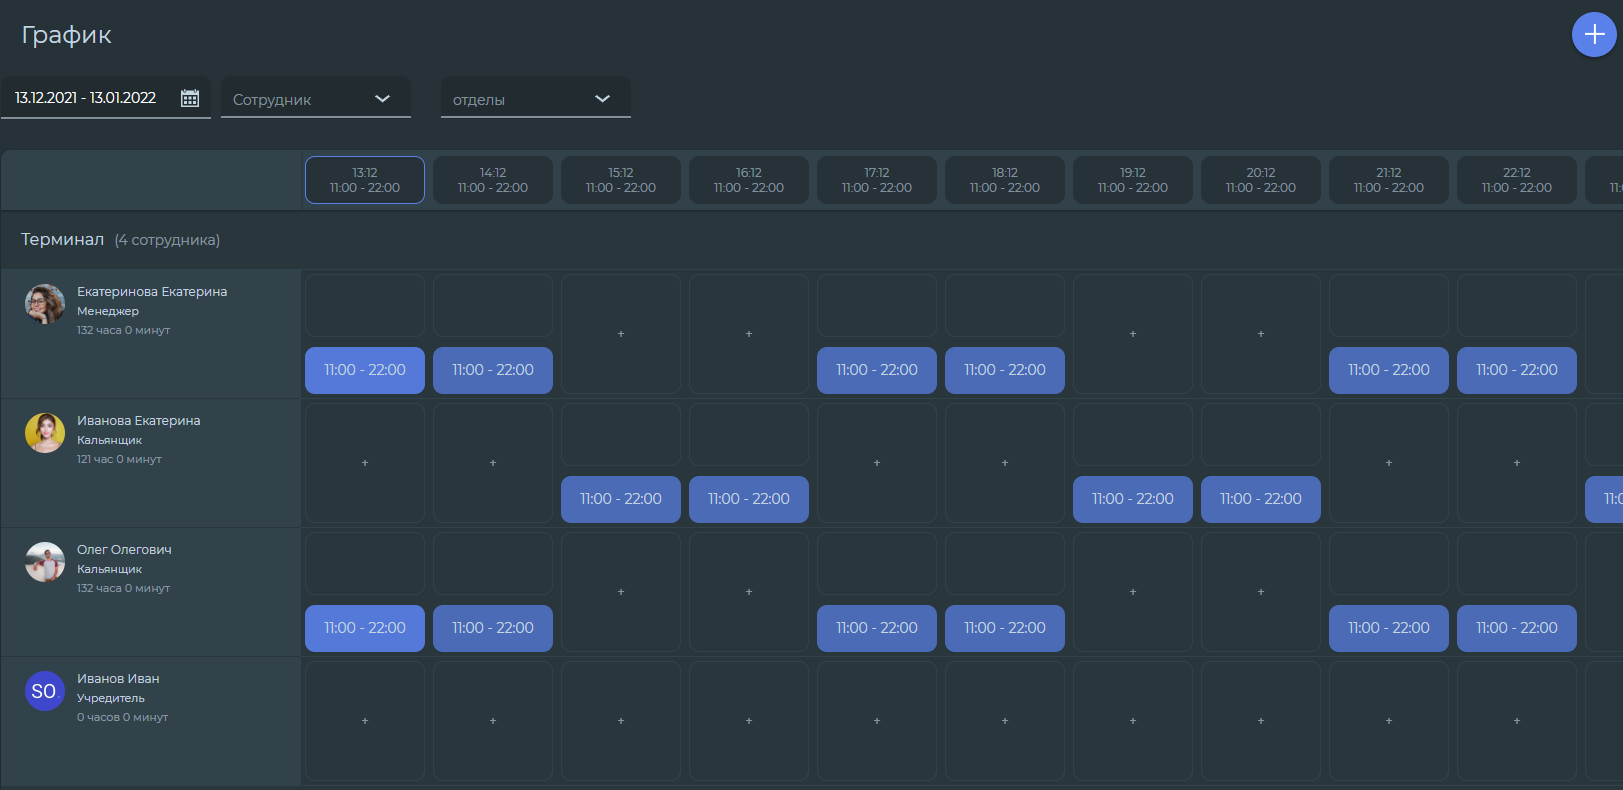 График
13.12.2021 - 13.01.2022 Сотрудник отделы
13:12 14:12 15:12 16:12 17:12 18:12 19:12 20:12 21:12 22:12
11:00 - 22:00 11:00 - 22:00 11:00 - 22:00 11:00 - 22:00 11:00 - 22:00 11:00 - 22:00 11:00 - 22:00 11:00 - 22:00 11:00 - 22:00 11:00 - 22:00 11:
Терминал (4 сотрудника)
Екатеринова Екатерина
Менеджер
132 часа 0 минут
+ + + +
11:00 - 22:00 11:00 - 22:00 11:00 - 22:00 11:00 - 22:00 11:00 - 22:00 11:00 - 22:00
Иванова Екатерина
Кальянщик
121 час 0 минут
+ + + + + +
11:00 - 22:00 11:00 - 22:00 11:00 - 22:00 11:00 - 22:00 11:
Олег Олегович
Кальянщик
132 часа 0 минут
+ + + +
11:00 - 22:00 11:00 - 22:00 11:00 - 22:00 11:00 - 22:00 11:00 - 22:00 11:00 - 22:00
SO.
Иванов Иван
Учредитель
0 часов 0 минут
+ + + + + + + + + +